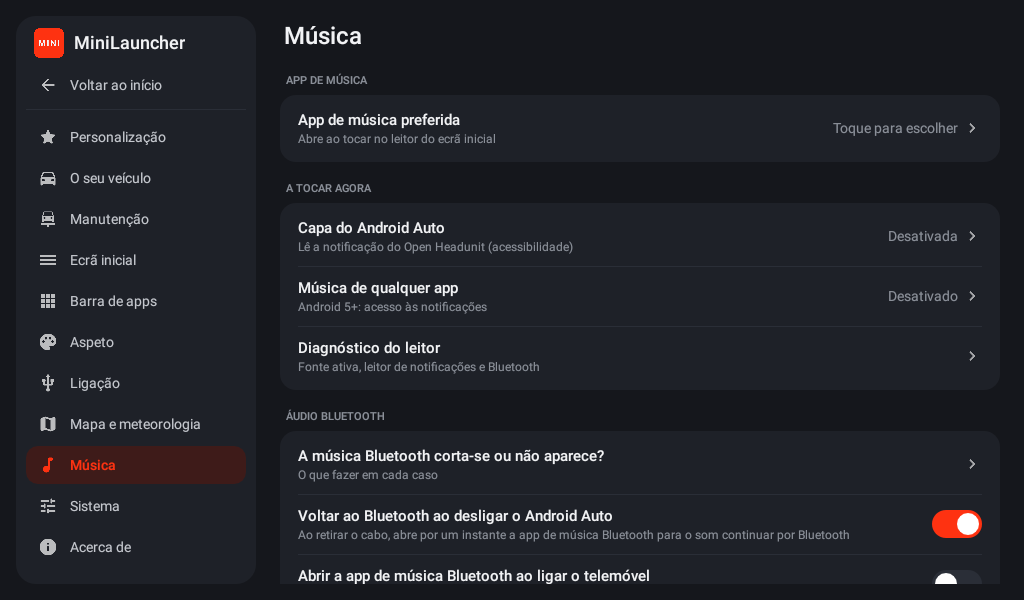 MINI MiniLauncher
Voltar ao início
Personalização
O seu veículo
Manutenção
Ecrã inicial
Barra de apps
Aspeto
Ligação
Mapa e meteorologia
Música
Sistema
Acerca de
Música
APP DE MÚSICA
App de música preferida
Abre ao tocar no leitor do ecrã inicial
Toque para escolher
A TOCAR AGORA
Capa do Android Auto
Lê a notificação do Open Headunit (acessibilidade)
Desativada
Música de qualquer app
Android 5+: acesso às notificações
Desativado
Diagnóstico do leitor
Fonte ativa, leitor de notificações e Bluetooth
ÁUDIO BLUETOOTH
A música Bluetooth corta-se ou não aparece?
O que fazer em cada caso
Voltar ao Bluetooth ao desligar o Android Auto
Ao retirar o cabo, abre por um instante a app de música Bluetooth para o som continuar por Bluetooth
Abrir a app de música Bluetooth ao ligar o telemóvel